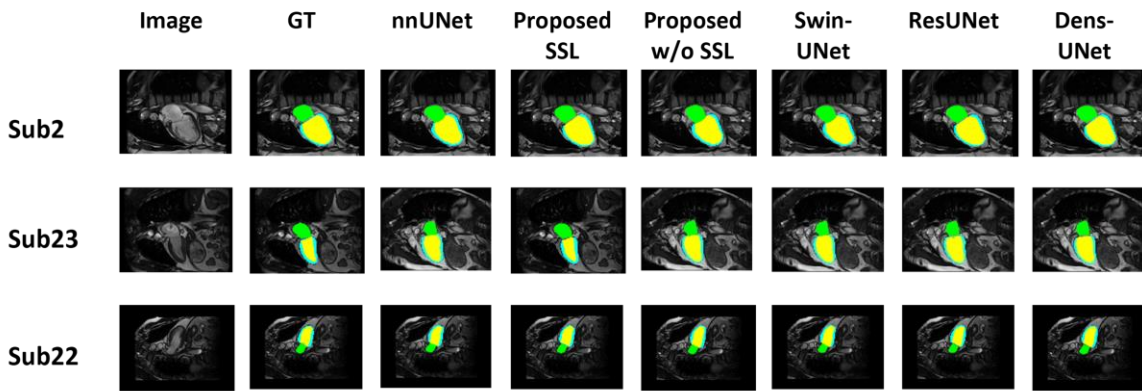 Image GT nnUNet Proposed SSL Proposed w/o SSL Swin-UNet ResUNet Dens-UNet
Sub2
Sub23
Sub22